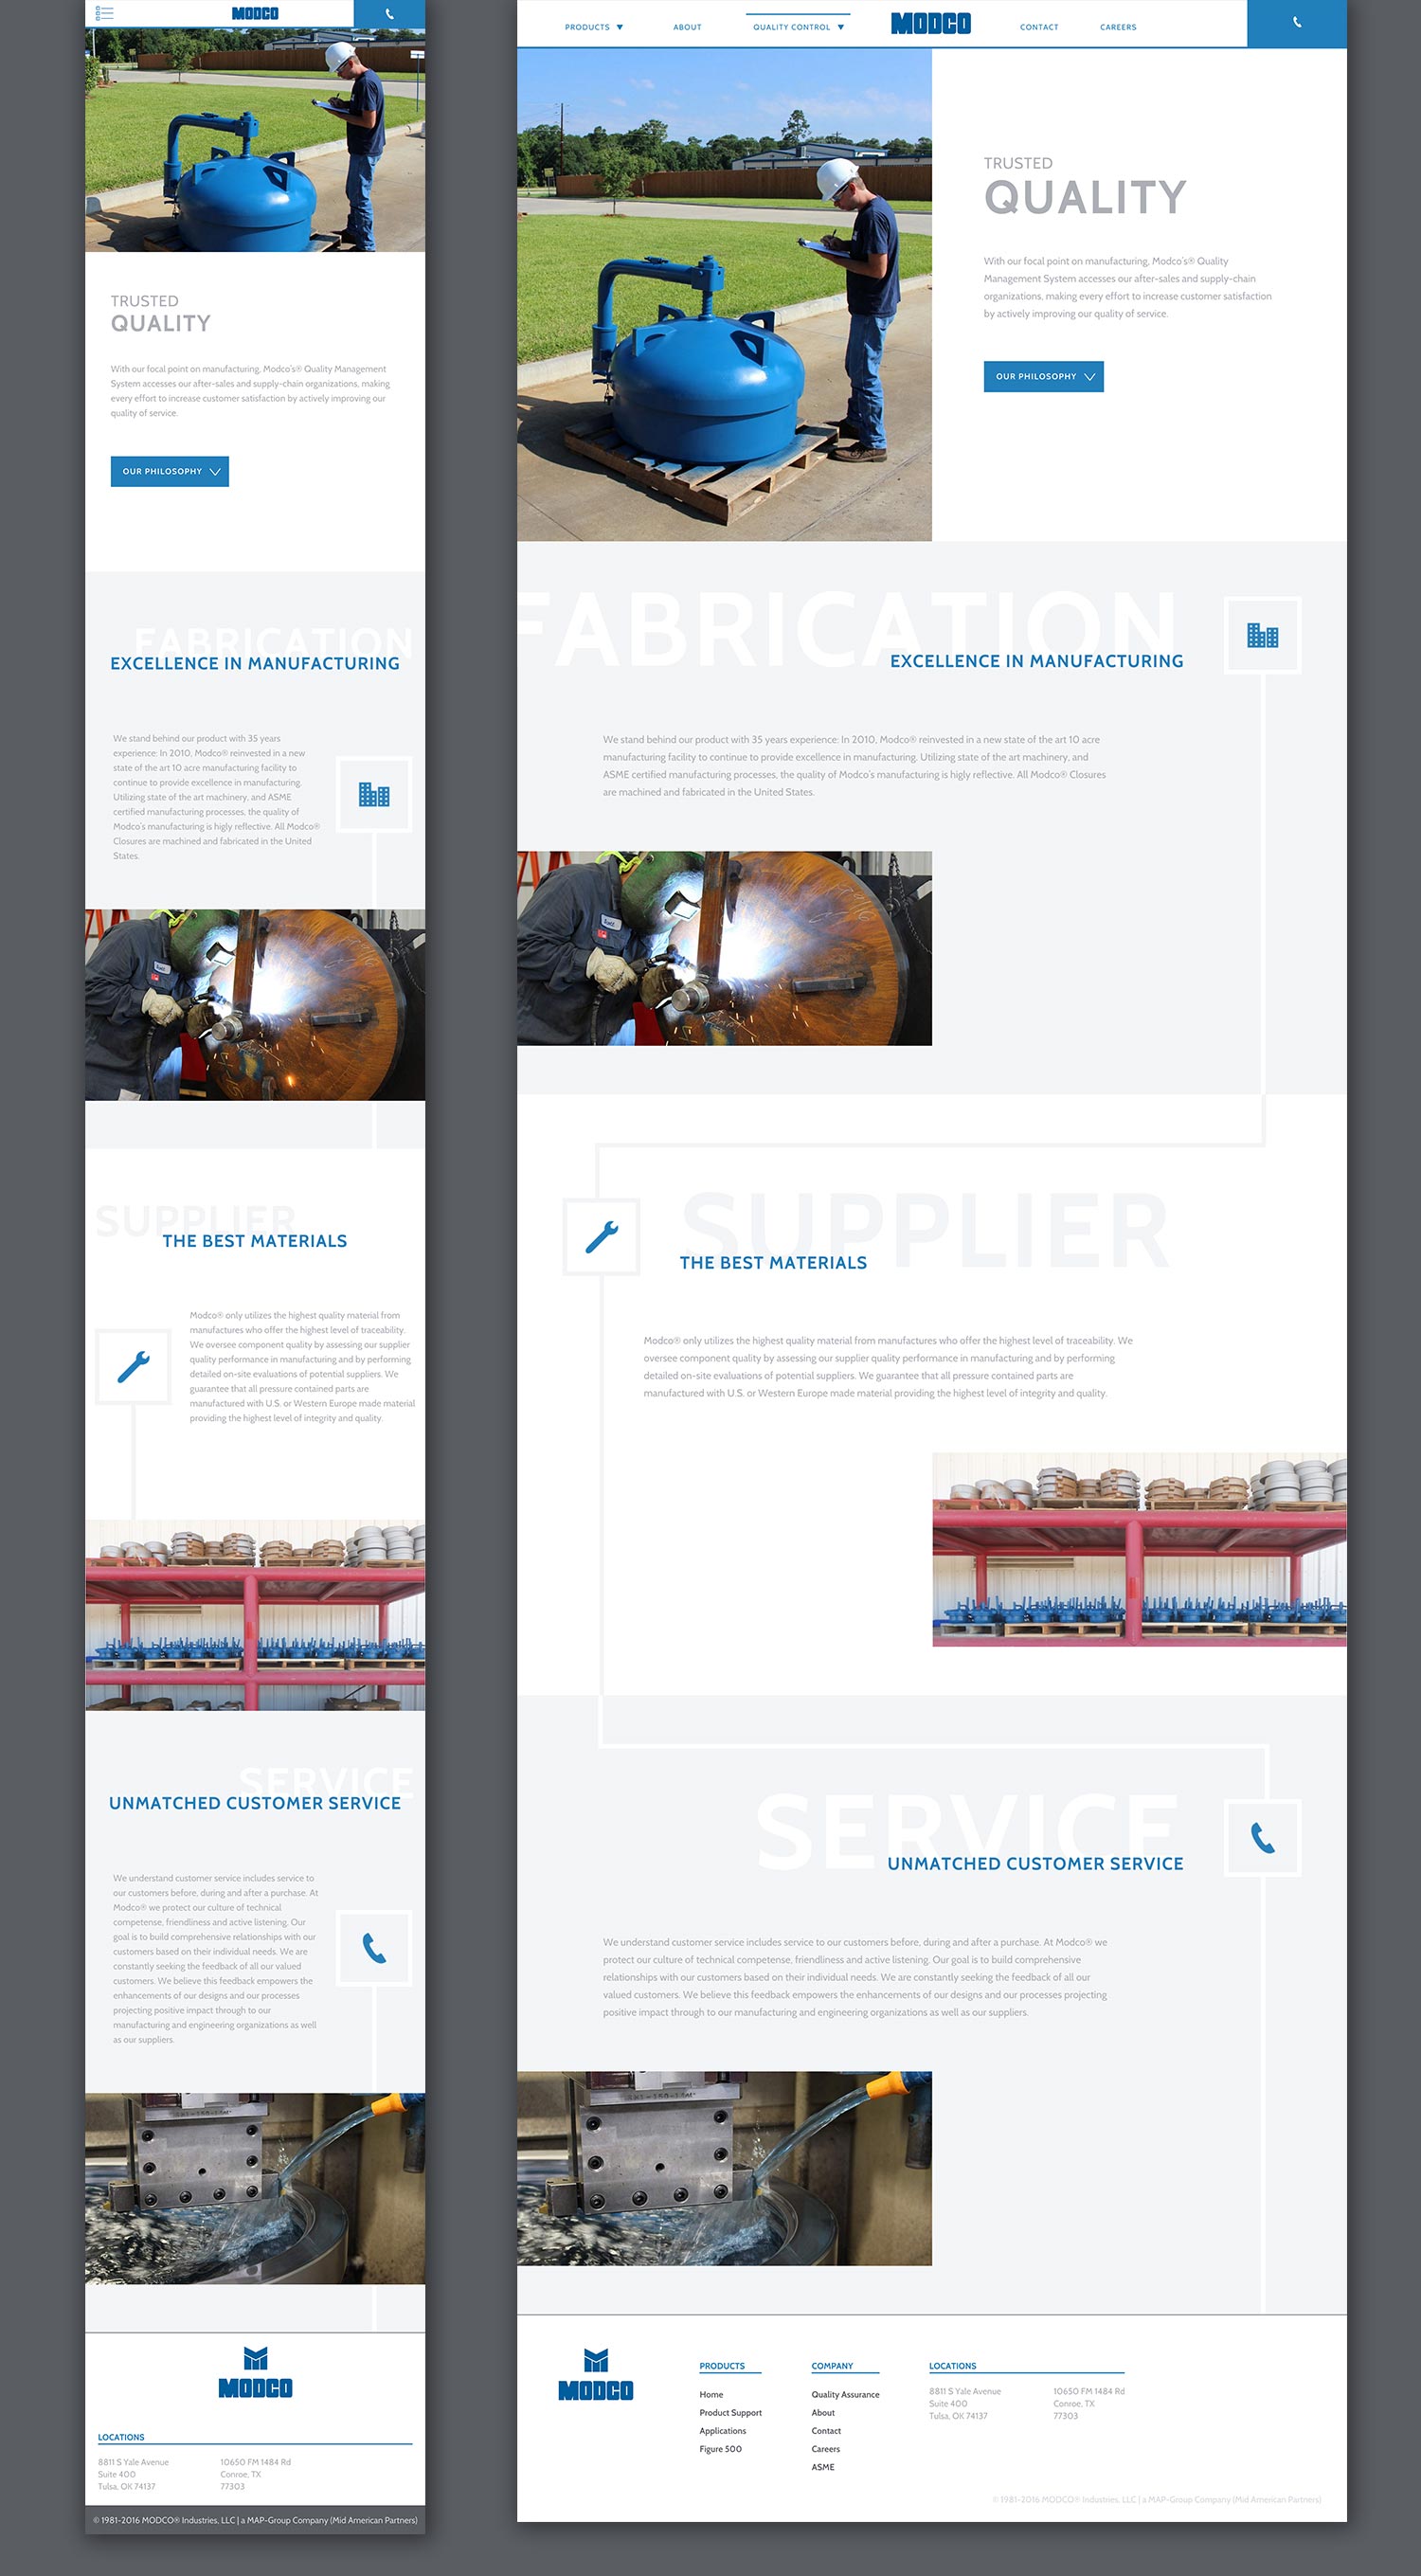 MODCO
TRUSTED
QUALITY
With our focal point on manufacturing, Modco's® Quality Management
System accesses our after-sales and supply-chain organizations, making
every effort to increase customer satisfaction by actively improving our
quality of service.
OUR PHILOSOPHY
FABRICATION
EXCELLENCE IN MANUFACTURING
We stand behind our product with 35 years
experience: In 2010, Modco® reinvested in a new
state of the art 10 acre manufacturing facility to
continue to provide excellence in manufacturing.
Utilizing state of the art machinery, and ASME
certified manufacturing processes, the quality of
Modco's manufacturing is higly reflective. All Modco®
Closures are machined and fabricated in the United
States.
SUPPLIER
THE BEST MATERIALS
Modco® only utilizes the highest quality material from
manufactures who offer the highest level of traceability.
We oversee component quality by assessing our supplier
quality performance in manufacturing and by performing
detailed on-site evaluations of potential suppliers. We
guarantee that all pressure contained parts are
manufactured with U.S. or Western Europe made material
providing the highest level of integrity and quality.
SERVICE
UNMATCHED CUSTOMER SERVICE
We understand customer service includes service to
our customers before, during and after a purchase. At
Modco® we protect our culture of technical
competense, friendliness and active listening. Our
goal is to build comprehensive relationships with our
customers based on their individual needs. We are
constantly seeking the feedback of all our valued
customers. We believe this feedback empowers the
enhancements of our designs and our processes
projecting positive impact through to our
manufacturing and engineering organizations as well
as our suppliers.
MODCO
LOCATIONS
8811 S Yale Avenue
Suite 400
Tulsa, OK 74137
10650 FM 1484 Rd
Conroe, TX
77303
© 1981-2016 MODCO® Industries, LLC | a MAP-Group Company (Mid American Partners)
PRODUCTS ABOUT QUALITY CONTROL MODCO CONTACT CAREERS
TRUSTED
QUALITY
With our focal point on manufacturing, Modco's® Quality
Management System accesses our after-sales and supply-chain
organizations, making every effort to increase customer satisfaction
by actively improving our quality of service.
OUR PHILOSOPHY
FABRICATION
EXCELLENCE IN MANUFACTURING
We stand behind our product with 35 years experience: In 2010, Modco® reinvested in a new state of the art 10 acre
manufacturing facility to continue to provide excellence in manufacturing. Utilizing state of the art machinery, and
ASME certified manufacturing processes, the quality of Modco's manufacturing is higly reflective. All Modco® Closures
are machined and fabricated in the United States.
SUPPLIER
THE BEST MATERIALS
Modco® only utilizes the highest quality material from manufactures who offer the highest level of traceability. We
oversee component quality by assessing our supplier quality performance in manufacturing and by performing
detailed on-site evaluations of potential suppliers. We guarantee that all pressure contained parts are
manufactured with U.S. or Western Europe made material providing the highest level of integrity and quality.
SERVICE
UNMATCHED CUSTOMER SERVICE
We understand customer service includes service to our customers before, during and after a purchase. At Modco® we
protect our culture of technical competense, friendliness and active listening. Our goal is to build comprehensive
relationships with our customers based on their individual needs. We are constantly seeking the feedback of all our
valued customers. We believe this feedback empowers the enhancements of our designs and our processes projecting
positive impact through to our manufacturing and engineering organizations as well as our suppliers.
MODCO
PRODUCTS
Home
Product Support
Applications
Figure 500
COMPANY
Quality Assurance
About
Contact
Careers
ASME
LOCATIONS
8811 S Yale Avenue
Suite 400
Tulsa, OK 74137
10650 FM 1484 Rd
Conroe, TX
77303
© 1981-2016 MODCO® Industries, LLC | a MAP-Group Company (Mid American Partners)